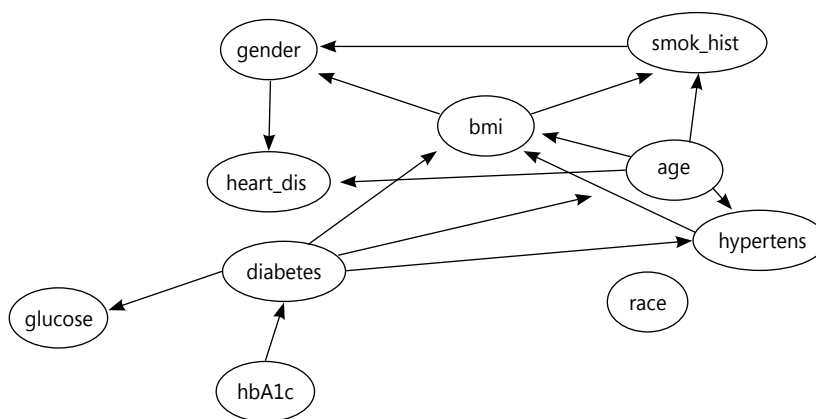 gender
smok_hist
bmi
heart_dis
age
hypertens
diabetes
race
glucose
hbA1c